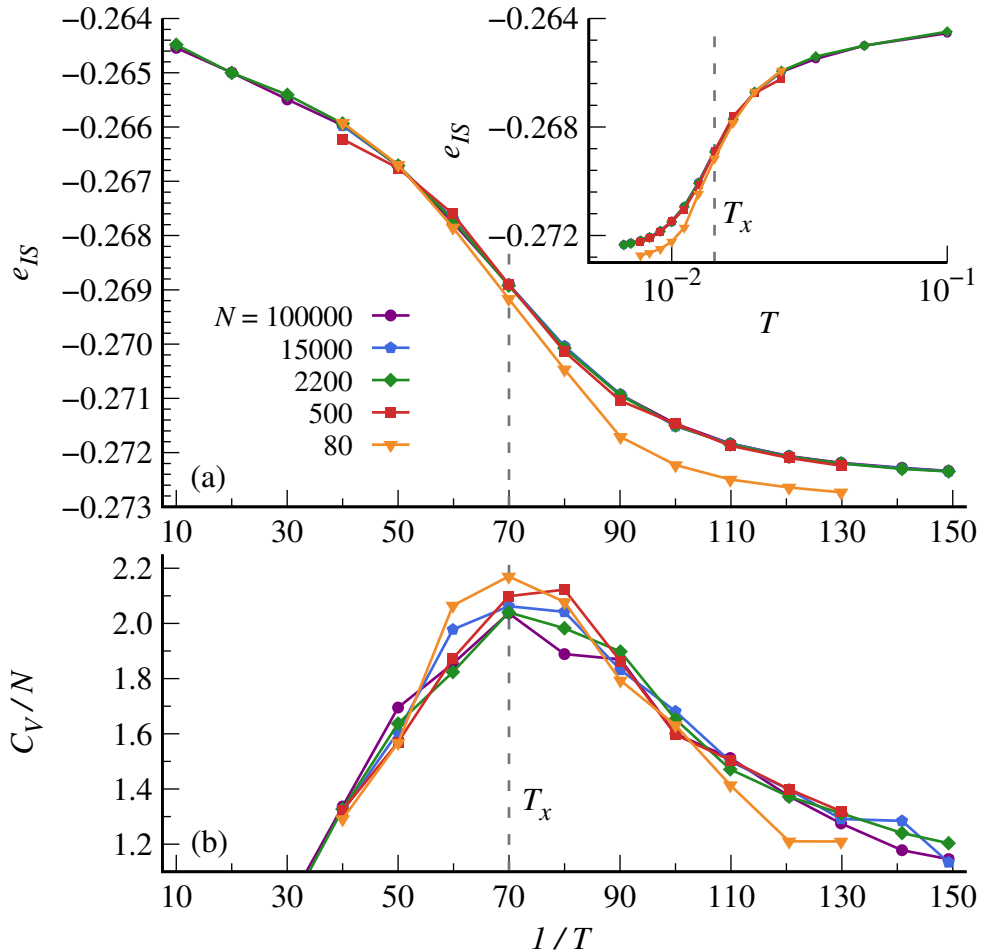 −0.264
−0.265
−0.266
−0.267
−0.268
−0.269
−0.270
−0.271
−0.272
−0.273
e_IS
10 30 50 70 90 110 130 150
N = 100000
15000
2200
500
80
(a)
−0.264
−0.268
−0.272
e_IS
10⁻² 10⁻¹
T
T_x
2.2
2.0
1.8
1.6
1.4
1.2
C_V / N
(b)
T_x
10 30 50 70 90 110 130 150
1 / T